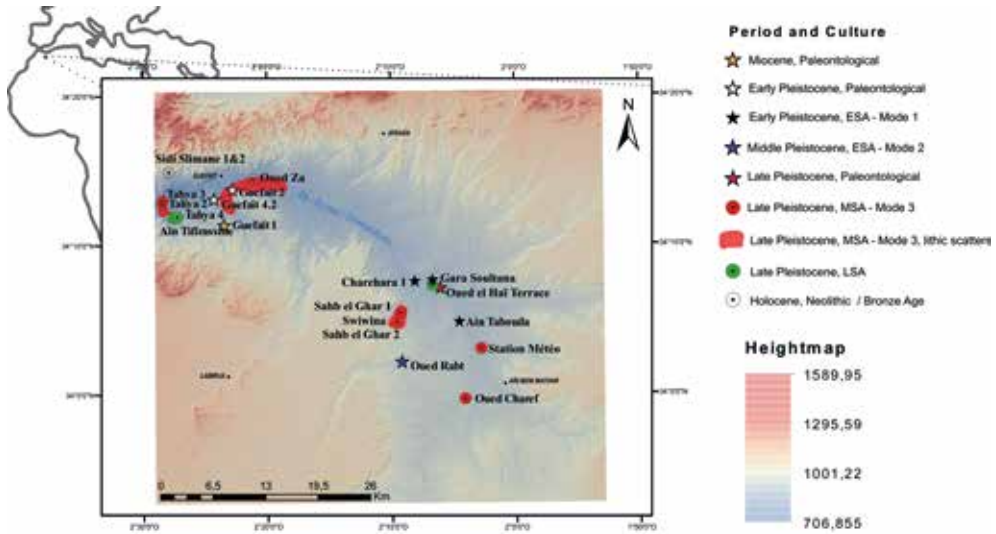 Period and Culture
Miocene, Paleontological
Early Pleistocene, Paleontological
Early Pleistocene, ESA - Mode 1
Middle Pleistocene, ESA - Mode 2
Late Pleistocene, Paleontological
Late Pleistocene, MSA - Mode 3
Late Pleistocene, MSA - Mode 3, lithic scatters
Late Pleistocene, LSA
Holocene, Neolithic / Bronze Age
Heightmap
1589,95
1295,59
1001,22
706,855
N
Sidi Slimane 1&2
Oued Za
Guefait 2
Guefait 4.2
Guefait 1
Tahya 3
Tahya 2
Tahya 4
Charchara 1
Gara Soultana
Oued el Haï Terrace
Sahb el Ghar 1
Swiwina
Sahb el Ghar 2
Ain Tabouda
Station Météo
Oued Rabt
Oued Charef
0 6,5 13 19,5 26
Km